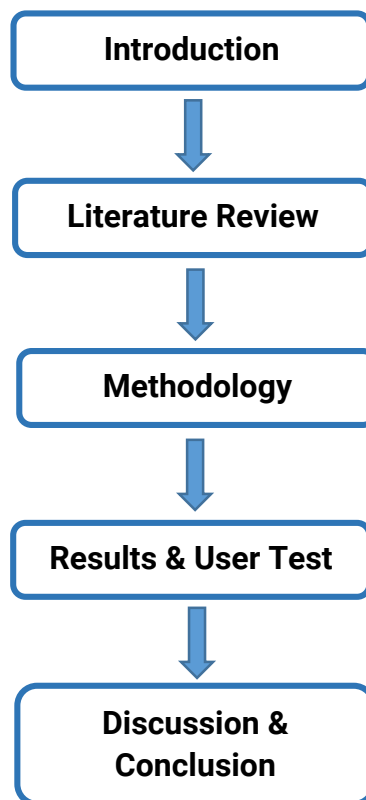 Introduction
Literature Review
Methodology
Results & User Test
Discussion &
Conclusion